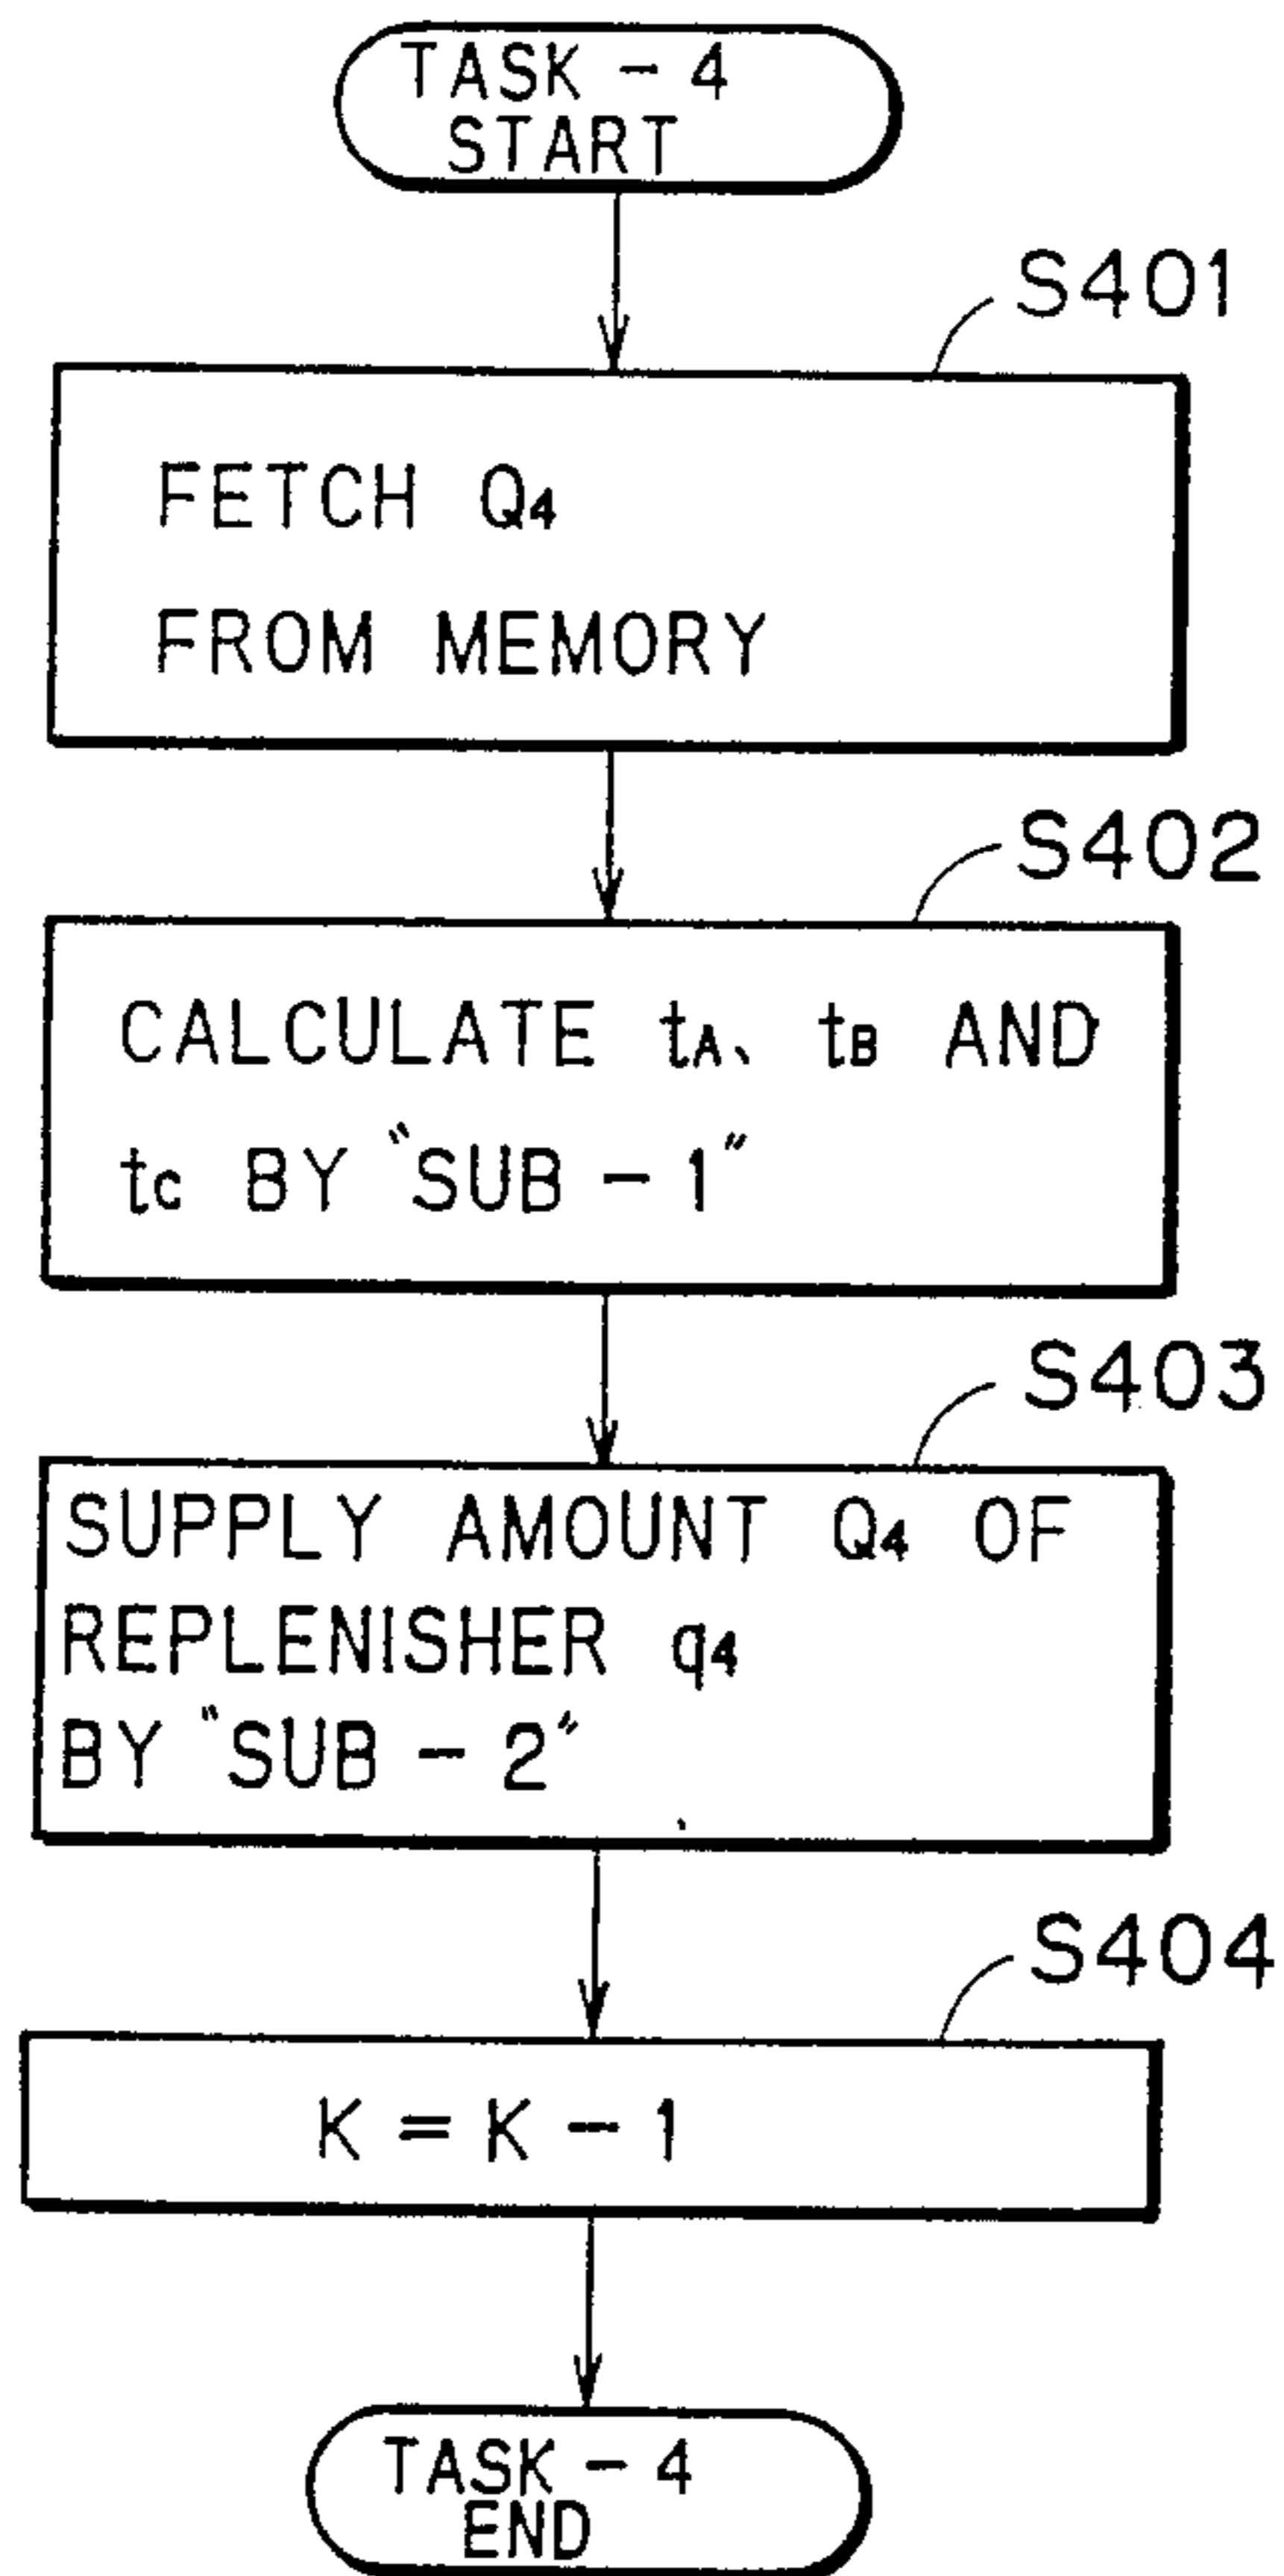 TASK - 4
START
S401
FETCH Q4
FROM MEMORY
S402
CALCULATE tA、 tB AND
tC BY "SUB - 1"
S403
SUPPLY AMOUNT Q4 OF
REPLENISHER q4
BY "SUB - 2"
S404
K = K - 1
TASK - 4
END